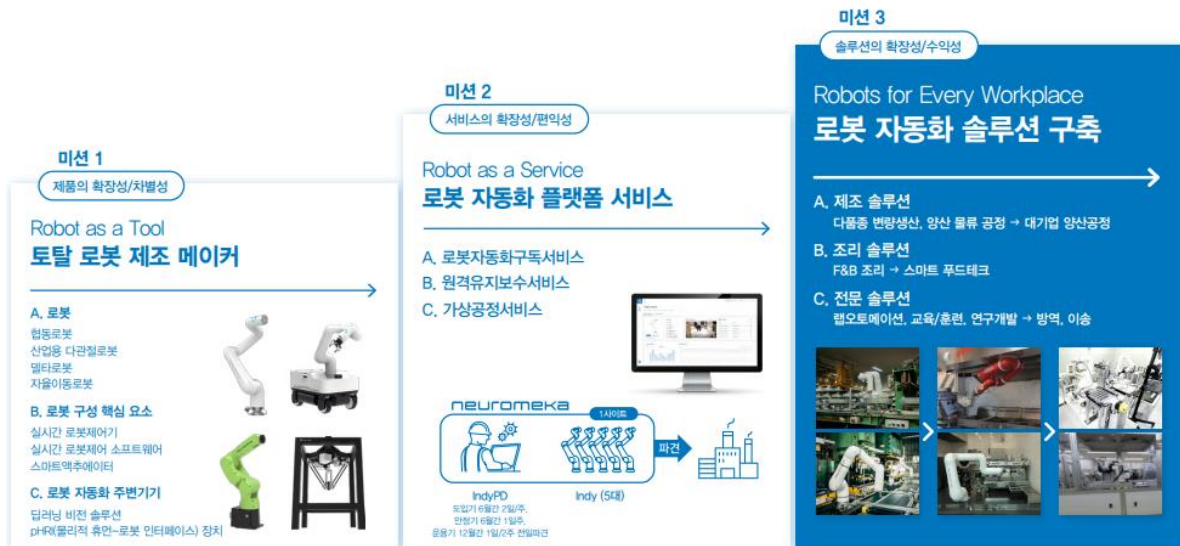 미션 1
제품의 확장성/차별성
Robot as a Tool
토탈 로봇 제조 메이커
A. 로봇
협동로봇
산업용 다관절로봇
델타로봇
자율이동로봇
B. 로봇 구성 핵심 요소
실시간 로봇제어기
실시간 로봇제어 소프트웨어
스마트액추에이터
C. 로봇 자동화 주변기기
딥러닝 비전 솔루션
pHRI(물리적 휴먼-로봇 인터페이스) 장치
미션 2
서비스의 확장성/편익성
Robot as a Service
로봇 자동화 플랫폼 서비스
A. 로봇자동화구독서비스
B. 원격유지보수서비스
C. 가상공정서비스
neuromeka
1사이트
파견
IndyPD
도입기 6월간 2일/주,
안정기 6월간 1일주,
운용기 12월간 1일/2주 전일파견
Indy (5대)
미션 3
솔루션의 확장성/수익성
Robots for Every Workplace
로봇 자동화 솔루션 구축
A. 제조 솔루션
다품종 변량생산, 양산 물류 공정 → 대기업 양산공정
B. 조리 솔루션
F&B 조리 → 스마트 푸드테크
C. 전문 솔루션
랩오토메이션, 교육/훈련, 연구개발 → 방역, 이송